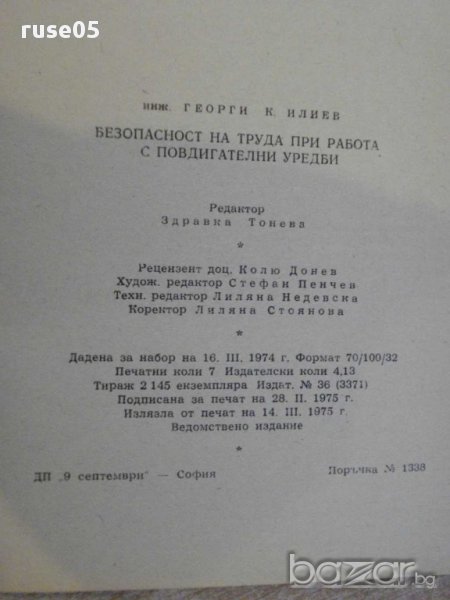 ruse05
инж. ГЕОРГИ К. ИЛИЕВ
БЕЗОПАСНОСТ НА ТРУДА ПРИ РАБОТА
С ПОВДИГАТЕЛНИ УРЕДБИ
Редактор
Здравка Тонева
*
Рецензент доц. Колю Донев
Худож. редактор Стефан Пенчев
Техн. редактор Лиляна Недевска
Коректор Лиляна Стоянова
*
Дадена за набор на 16. III. 1974 г. Формат 70/100/32
Печатни коли 7 Издателски коли 4,13
Тираж 2 145 екземпляра Издат. № 36 (3371)
Подписана за печат на 28. II. 1975 г.
Излязла от печат на 14. III. 1975 г.
Ведомствено издание
*
ДП „9 септември" — София Поръчка № 1338
bazar.bg